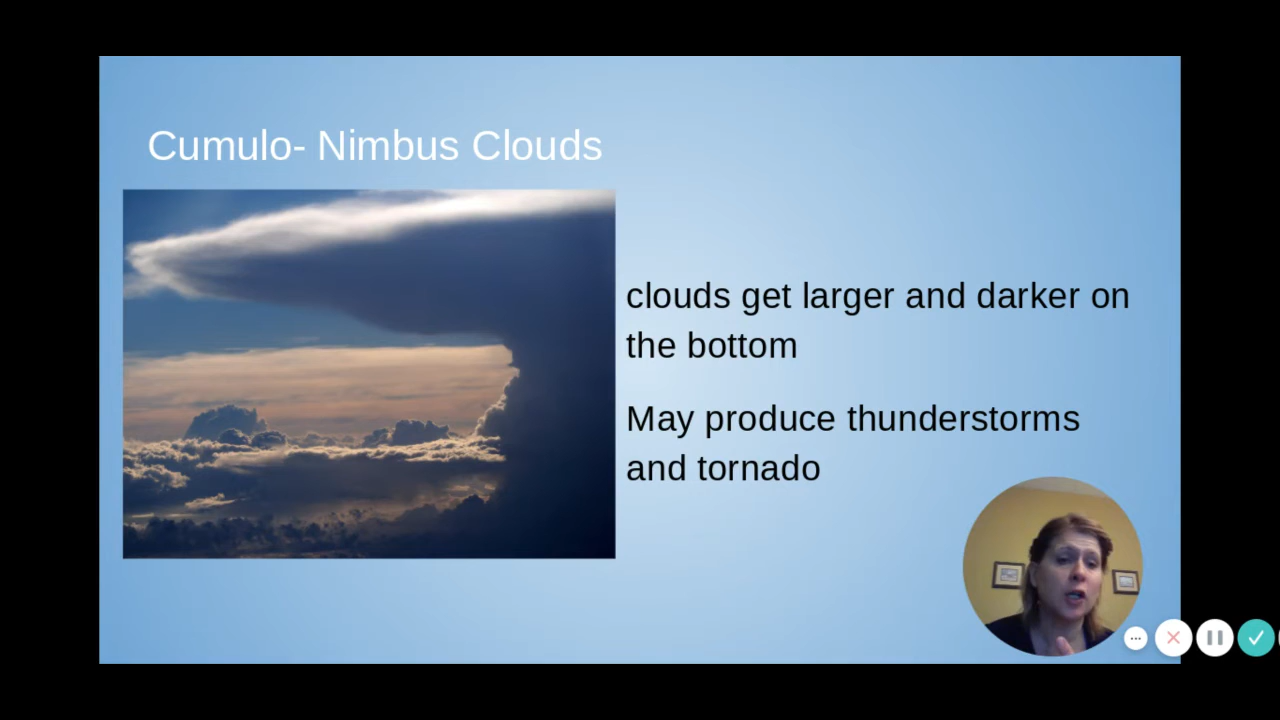 Cumulo- Nimbus Clouds
clouds get larger and darker on
the bottom
May produce thunderstorms
and tornado